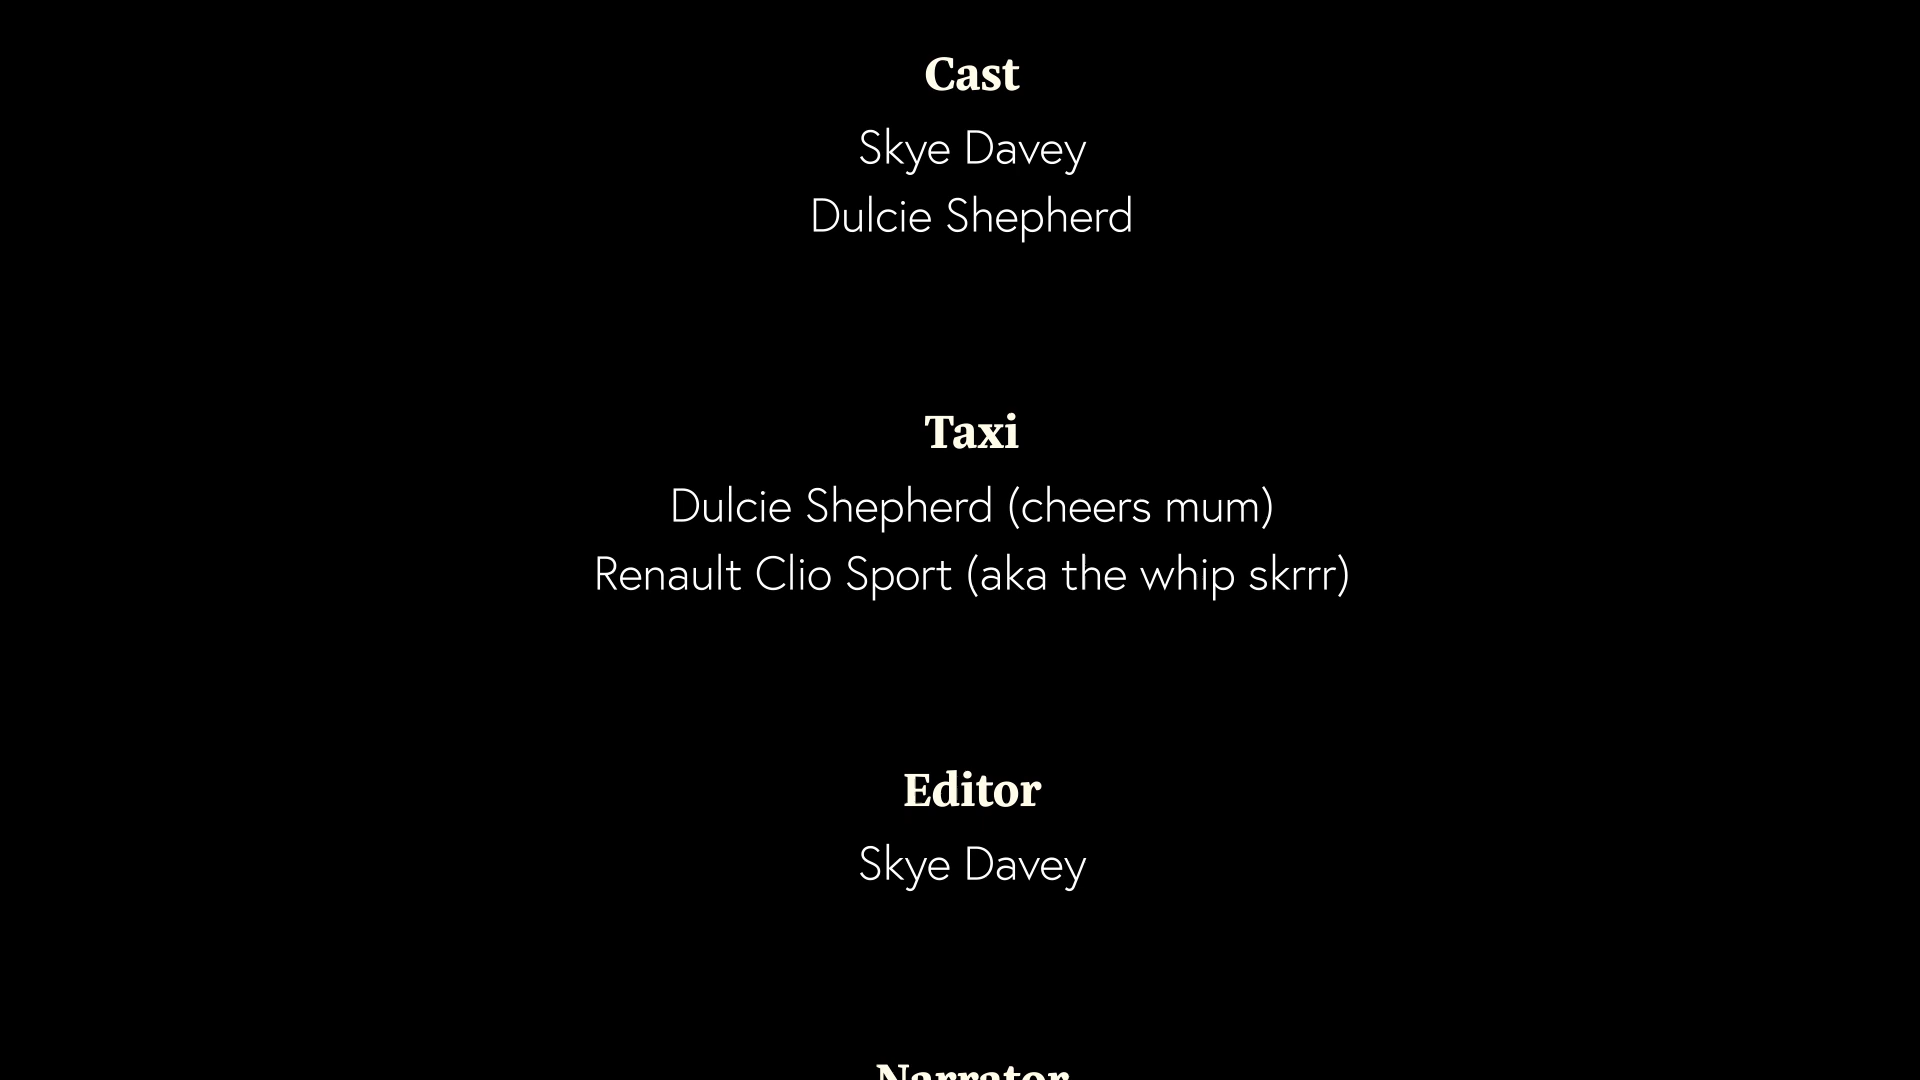 Cast
Skye Davey
Dulcie Shepherd
Taxi
Dulcie Shepherd (cheers mum)
Renault Clio Sport (aka the whip skrrr)
Editor
Skye Davey
Narrator